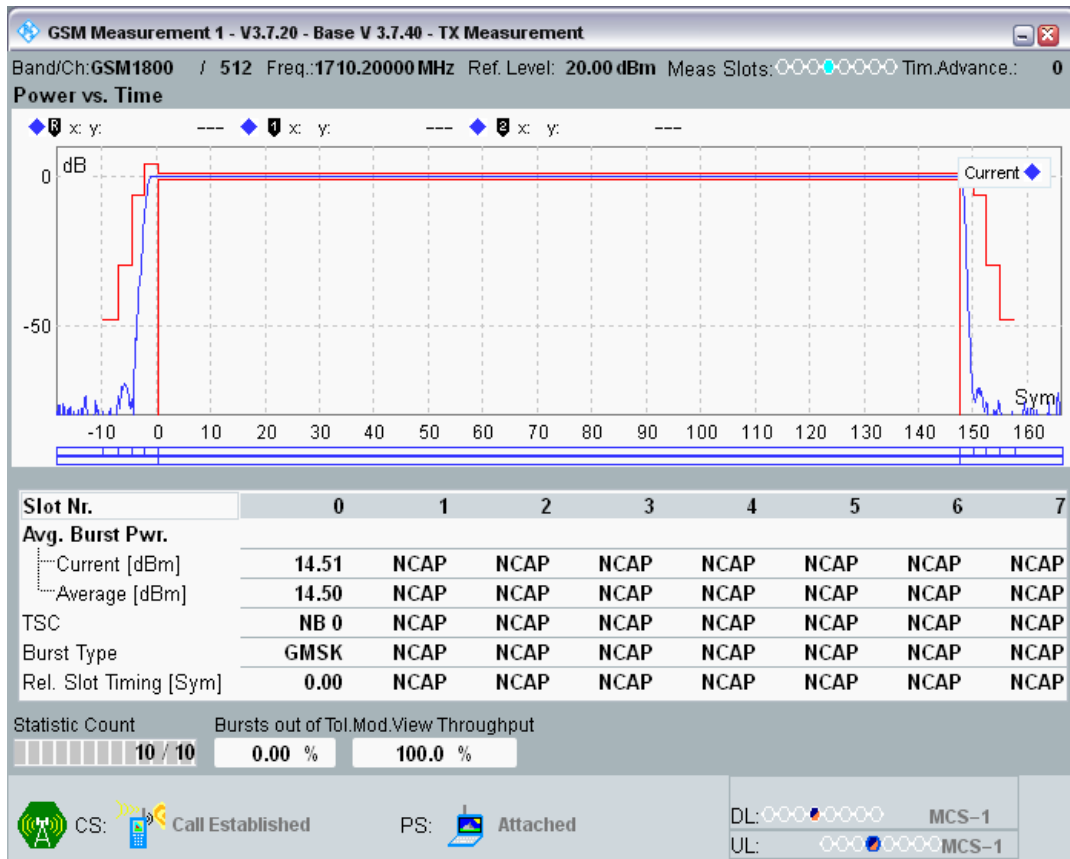 GSM Measurement 1 - V3.7.20 - Base V 3.7.40 - TX Measurement
Band/Ch:GSM1800 / 512 Freq.:1710.20000 MHz Ref. Level: 20.00 dBm Meas Slots: Tim.Advance.: 0
Power vs. Time
R x: y: --- 1 x: y: --- 2 x: y: ---
dB
Current
0
-50
Sym
-10 0 10 20 30 40 50 60 70 80 90 100 110 120 130 140 150 160
Slot Nr. 0 1 2 3 4 5 6 7
Avg. Burst Pwr.
Current [dBm] 14.51 NCAP NCAP NCAP NCAP NCAP NCAP NCAP
Average [dBm] 14.50 NCAP NCAP NCAP NCAP NCAP NCAP NCAP
TSC NB 0 NCAP NCAP NCAP NCAP NCAP NCAP NCAP
Burst Type GMSK NCAP NCAP NCAP NCAP NCAP NCAP NCAP
Rel. Slot Timing [Sym] 0.00 NCAP NCAP NCAP NCAP NCAP NCAP NCAP
Statistic Count Bursts out of Tol. Mod.View Throughput
10 / 10 0.00 % 100.0 %
CS: Call Established PS: Attached
DL: MCS-1
UL: MCS-1